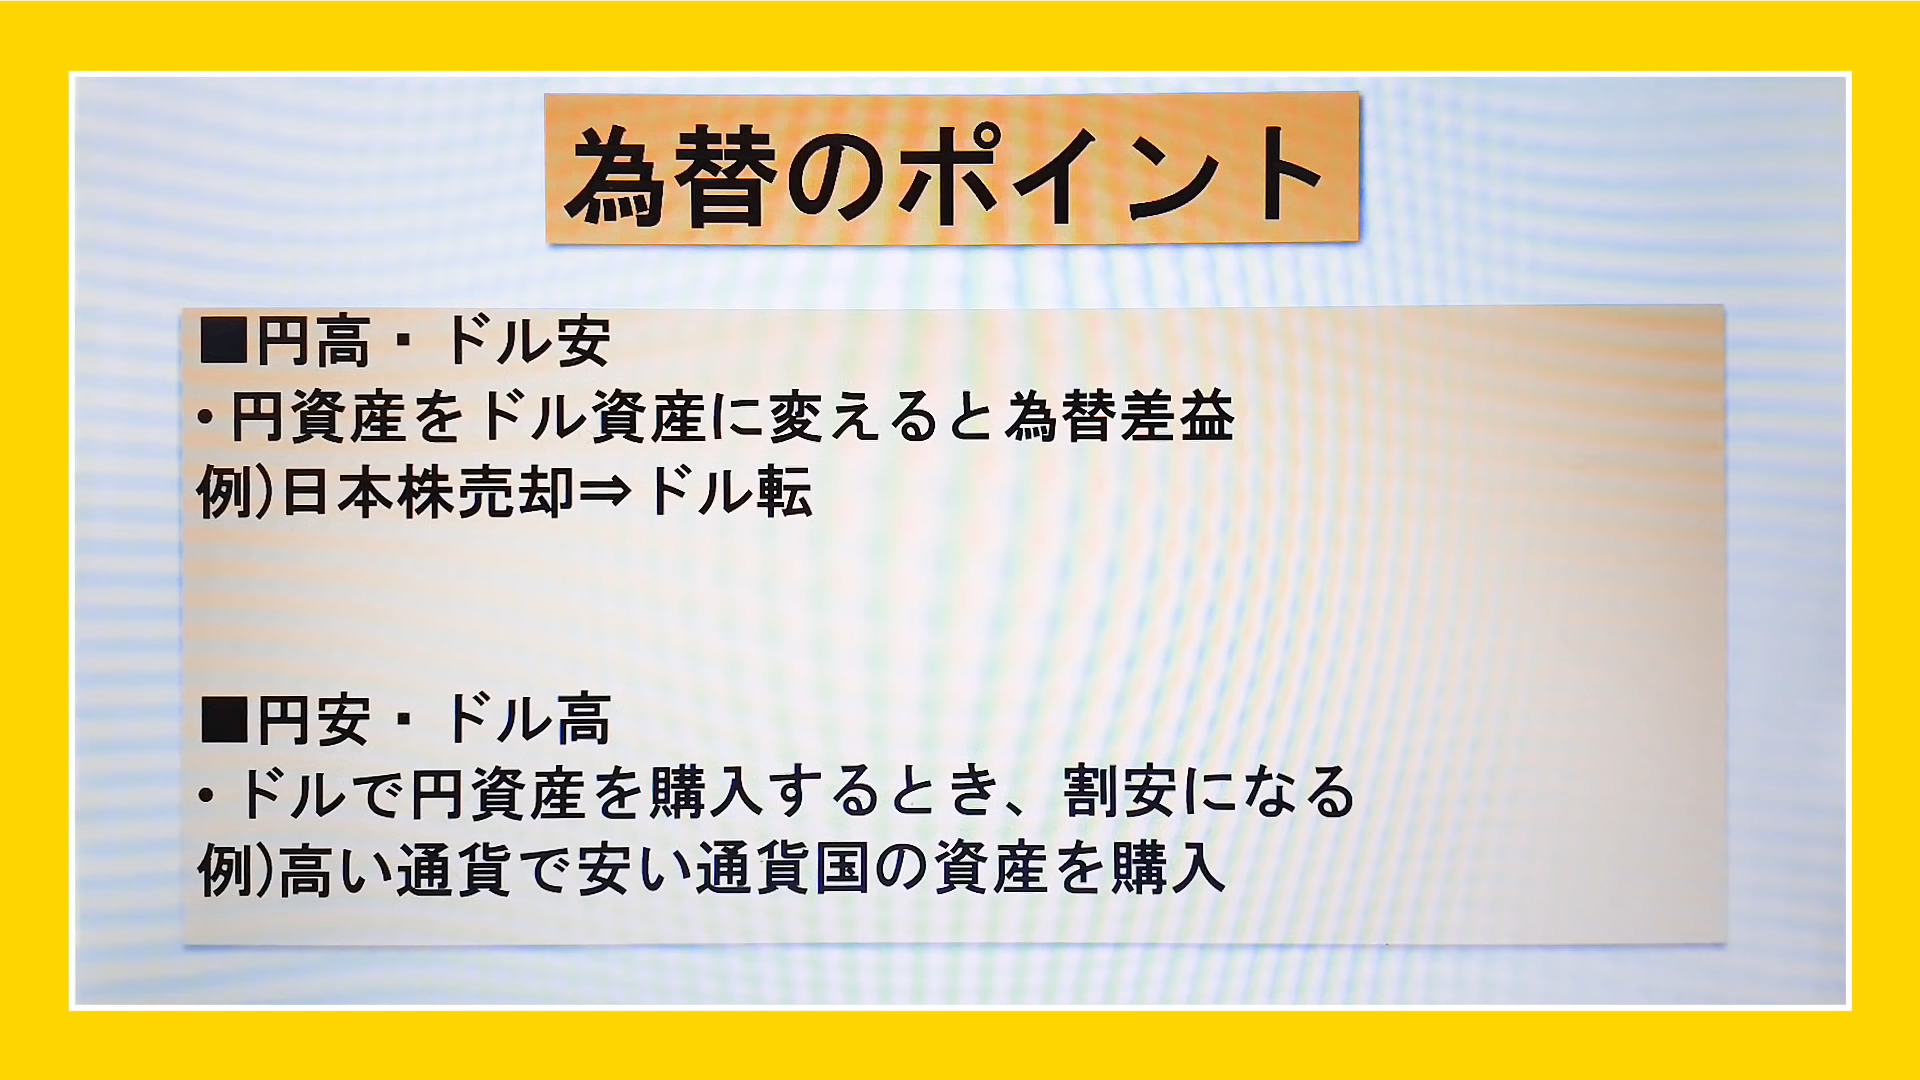 為替のポイント
■円高・ドル安
・円資産をドル資産に変えると為替差益
例)日本株売却⇒ドル転
■円安・ドル高
・ドルで円資産を購入するとき、割安になる
例)高い通貨で安い通貨国の資産を購入